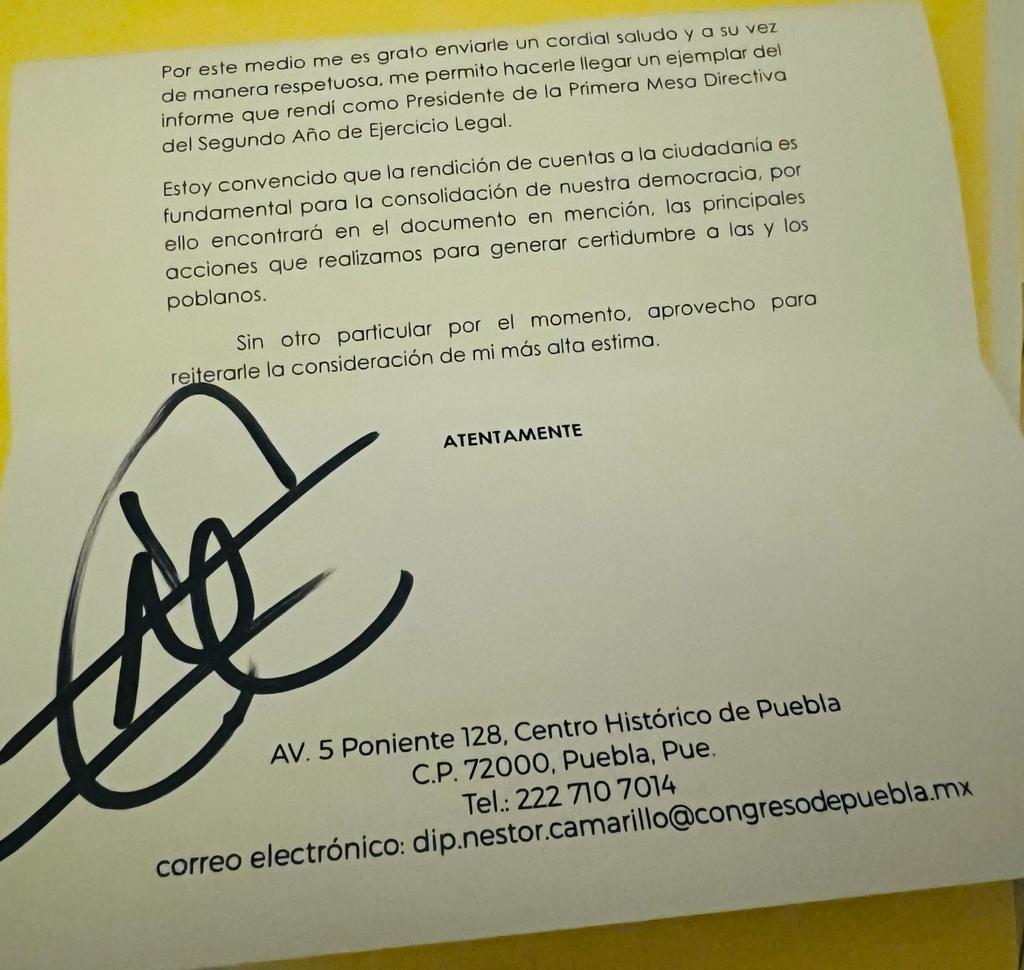 Por este medio me es grato enviarle un cordial saludo y a su vez
de manera respetuosa, me permito hacerle llegar un ejemplar del
informe que rendí como Presidente de la Primera Mesa Directiva
del Segundo Año de Ejercicio Legal.
Estoy convencido que la rendición de cuentas a la ciudadanía es
fundamental para la consolidación de nuestra democracia, por
ello encontrará en el documento en mención, las principales
acciones que realizamos para generar certidumbre a las y los
poblanos.
Sin otro particular por el momento, aprovecho para
reiterarle la consideración de mi más alta estima.
ATENTAMENTE
AV. 5 Poniente 128, Centro Histórico de Puebla
C.P. 72000, Puebla, Pue.
Tel.: 222 710 7014
correo electrónico: dip.nestor.camarillo@congresodepuebla.mx